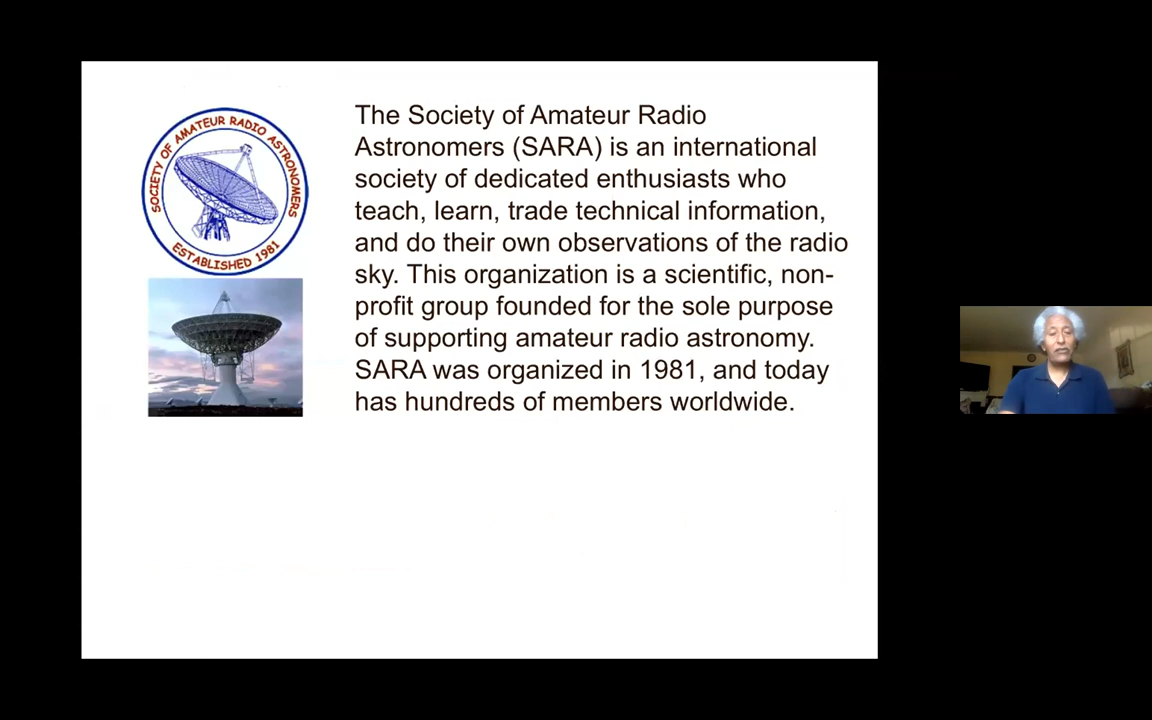 SOCIETY OF AMATEUR RADIO ASTRONOMERS
ESTABLISHED 1981
The Society of Amateur Radio
Astronomers (SARA) is an international
society of dedicated enthusiasts who
teach, learn, trade technical information,
and do their own observations of the radio
sky. This organization is a scientific, non-
profit group founded for the sole purpose
of supporting amateur radio astronomy.
SARA was organized in 1981, and today
has hundreds of members worldwide.